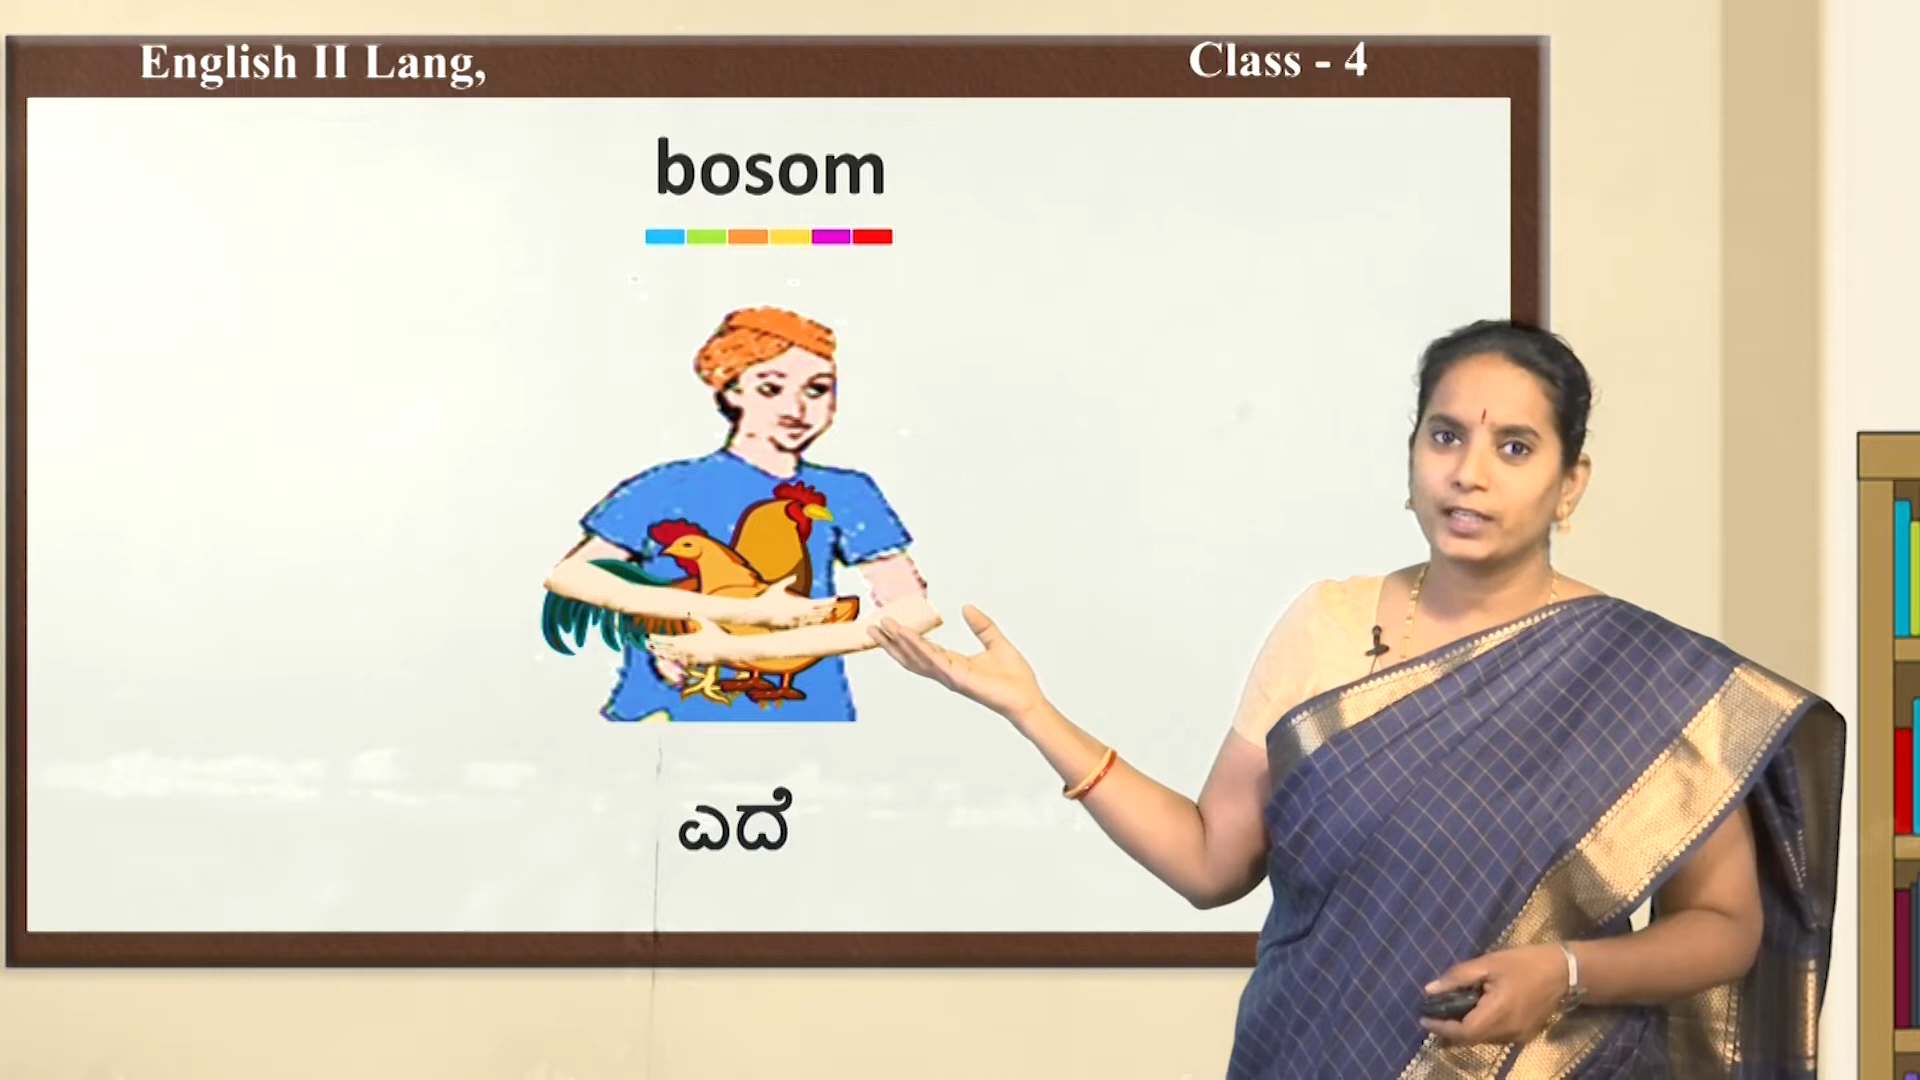 English II Lang,
Class - 4
bosom
ಎದೆ